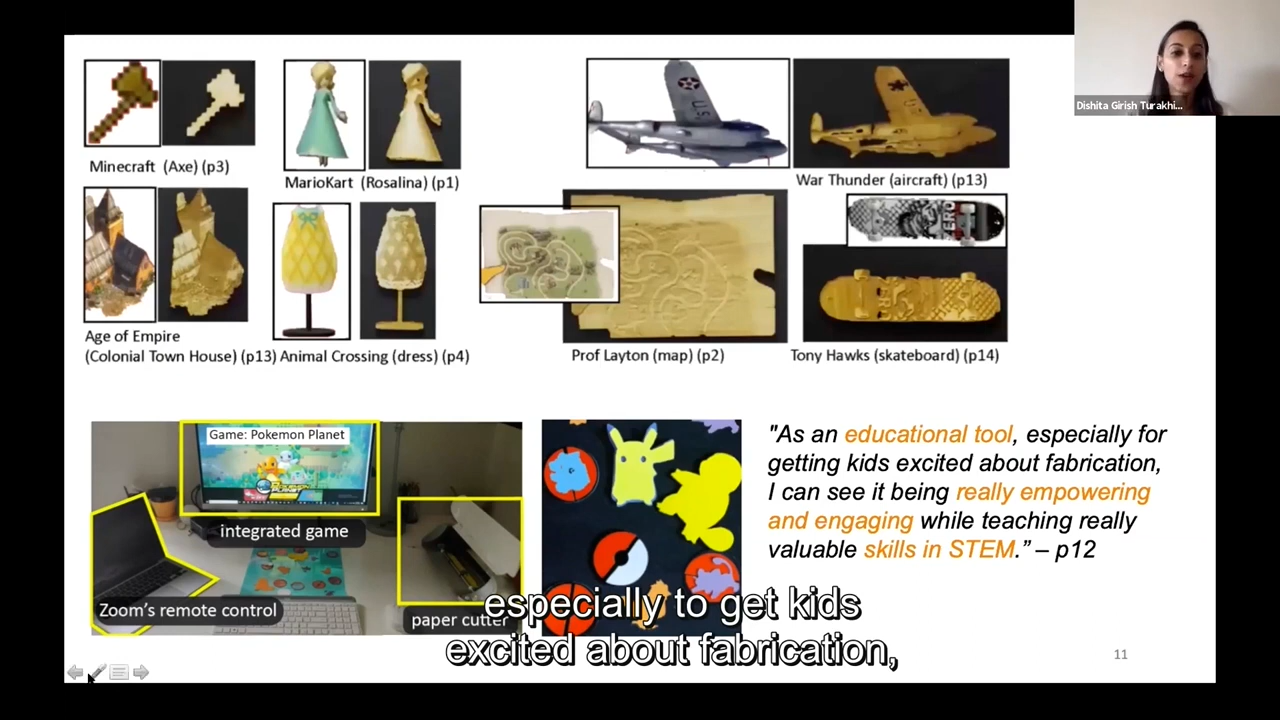 Dishita Girish Turakhi...
Minecraft (Axe) (p3)
MarioKart (Rosalina) (p1)
War Thunder (aircraft) (p13)
Age of Empire
(Colonial Town House) (p13)
Animal Crossing (dress) (p4)
Prof Layton (map) (p2)
Tony Hawks (skateboard) (p14)
Game: Pokemon Planet
integrated game
Zoom's remote control
paper cutter
"As an educational tool, especially for
getting kids excited about fabrication,
I can see it being really empowering
and engaging while teaching really
valuable skills in STEM.” – p12
especially to get kids
excited about fabrication,
11